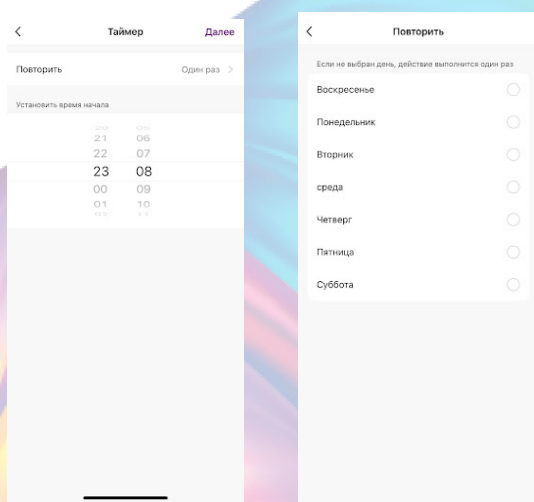 Таймер
Далее
Повторить
Один раз
Установить время начала
21 06
22 07
23 08
00 09
01 10
Повторить
Если не выбран день, действие выполнится один раз
Воскресенье
Понедельник
Вторник
среда
Четверг
Пятница
Суббота